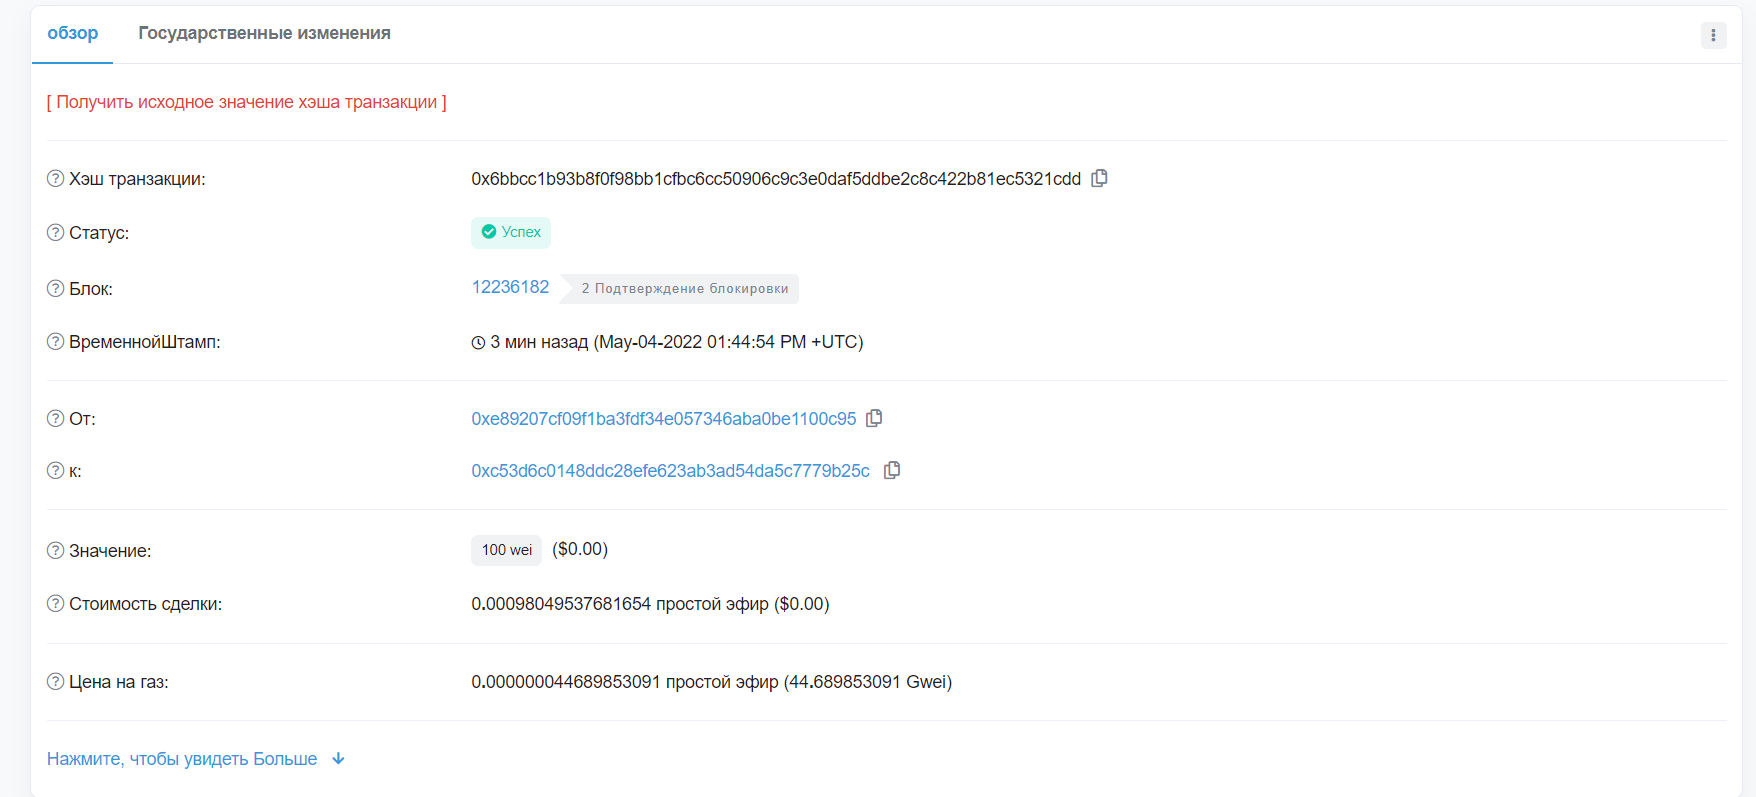 обзор Государственные изменения
[ Получить исходное значение хэша транзакции ]
Хэш транзакции: 0x6bbcc1b93b8f0f98bb1cfbc6cc50906c9c3e0daf5ddbe2c8c422b81ec5321cdd
Статус: Успех
Блок: 12236182 2 Подтверждение блокировки
ВременнойШтамп: 3 мин назад (May-04-2022 01:44:54 PM +UTC)
От: 0xe89207cf09f1ba3fdf34e057346aba0be1100c95
к: 0xc53d6c0148ddc28efe623ab3ad54da5c7779b25c
Значение: 100 wei ($0.00)
Стоимость сделки: 0.00098049537681654 простой эфир ($0.00)
Цена на газ: 0.000000044689853091 простой эфир (44.689853091 Gwei)
Нажмите, чтобы увидеть Больше